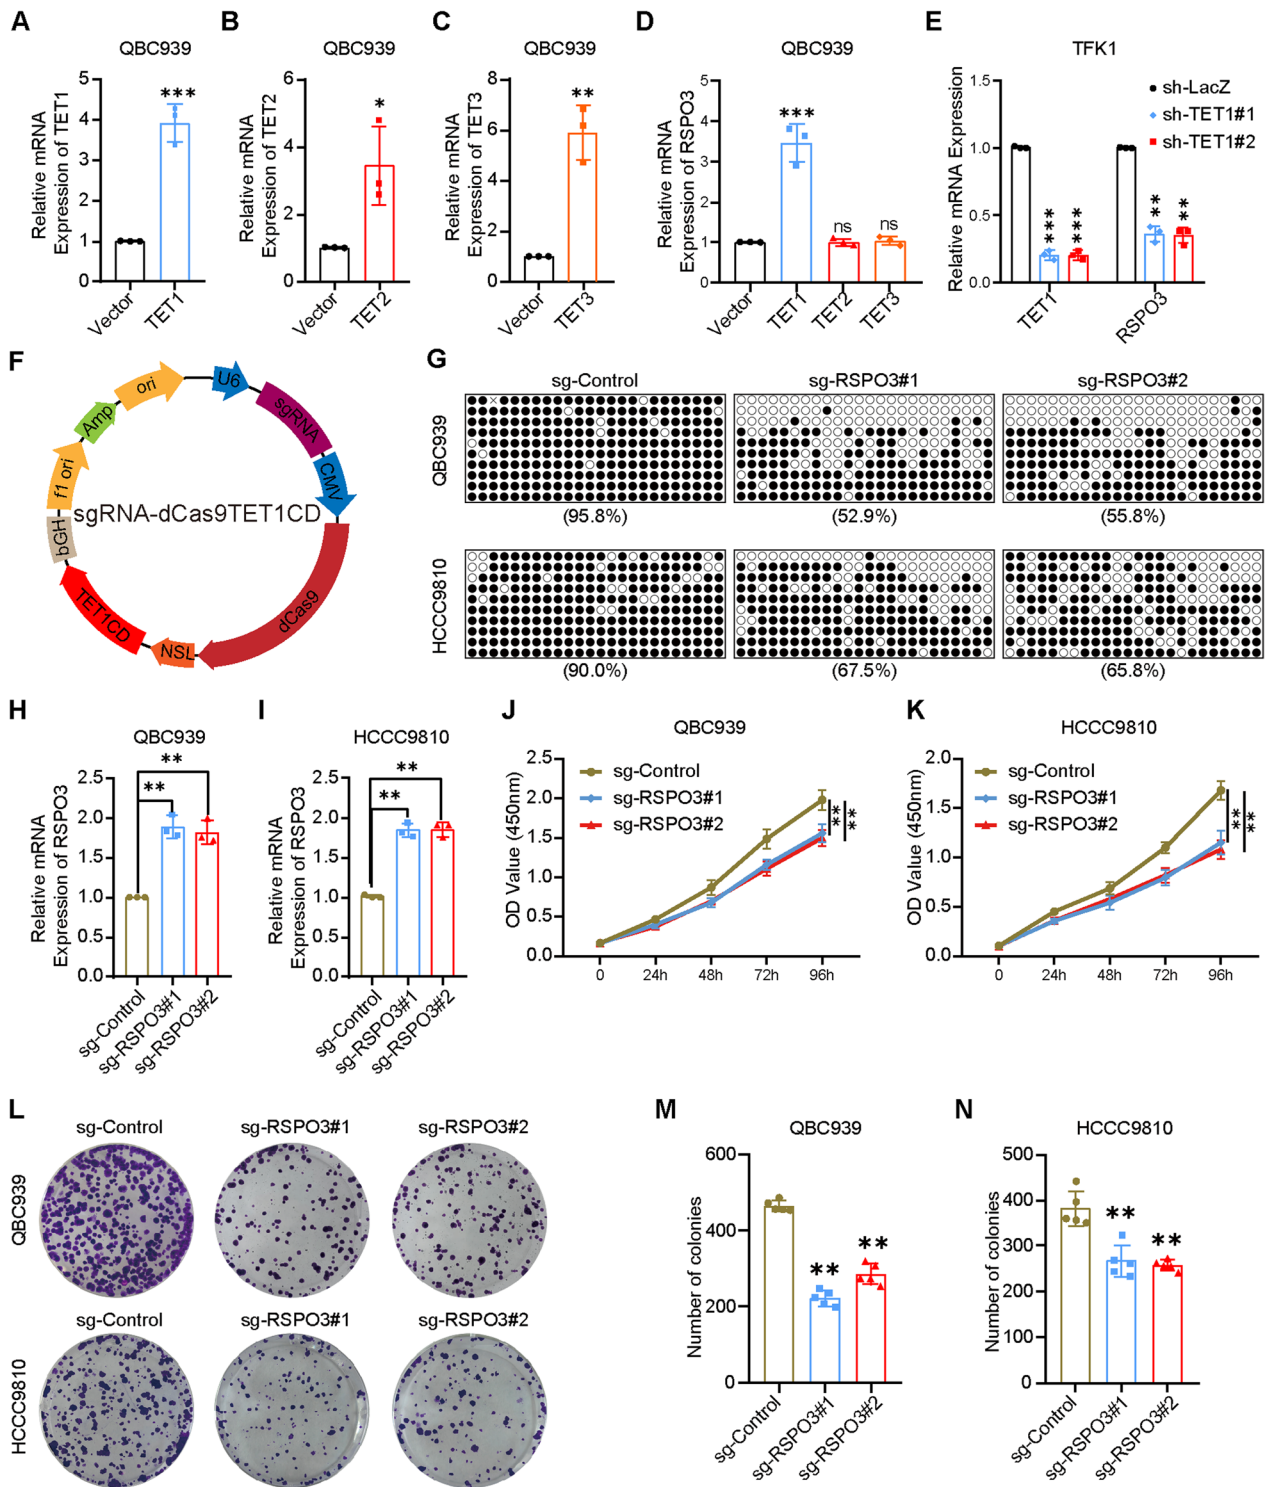 A
QBC939
Relative mRNA
Expression of TET1
5
4
3
2
1
0
***
Vector
TET1
B
QBC939
Relative mRNA
Expression of TET2
6
4
2
0
*
Vector
TET2
C
QBC939
Relative mRNA
Expression of TET3
8
6
4
2
0
**
Vector
TET3
D
QBC939
Relative mRNA
Expression of RSPO3
5
4
3
2
1
0
***
ns
ns
Vector
TET1
TET2
TET3
E
TFK1
Relative mRNA Expression
1.5
1.0
0.5
0.0
sh-LacZ
sh-TET1#1
sh-TET1#2
***
***
**
**
TET1
RSPO3
F
ori
U6
sgRNA
CMV
dCas9
NSL
TET1CD
bGH
f1 ori
Amp
sgRNA-dCas9TET1CD
G
sg-Control
sg-RSPO3#1
sg-RSPO3#2
QBC939
(95.8%)
(52.9%)
(55.8%)
HCCC9810
(90.0%)
(67.5%)
(65.8%)
H
QBC939
Relative mRNA
Expression of RSPO3
2.5
2.0
1.5
1.0
0.5
0.0
**
**
sg-Control
sg-RSPO3#1
sg-RSPO3#2
I
HCCC9810
Relative mRNA
Expression of RSPO3
2.5
2.0
1.5
1.0
0.5
0.0
**
**
sg-Control
sg-RSPO3#1
sg-RSPO3#2
J
QBC939
OD Value (450nm)
2.5
2.0
1.5
1.0
0.5
0.0
sg-Control
sg-RSPO3#1
sg-RSPO3#2
**
**
0
24h
48h
72h
96h
K
HCCC9810
OD Value (450nm)
2.0
1.5
1.0
0.5
0.0
sg-Control
sg-RSPO3#1
sg-RSPO3#2
**
**
0
24h
48h
72h
96h
L
sg-Control
sg-RSPO3#1
sg-RSPO3#2
QBC939
sg-Control
sg-RSPO3#1
sg-RSPO3#2
HCCC9810
M
QBC939
Number of colonies
600
400
200
0
**
**
sg-Control
sg-RSPO3#1
sg-RSPO3#2
N
HCCC9810
Number of colonies
500
400
300
200
100
0
**
**
sg-Control
sg-RSPO3#1
sg-RSPO3#2